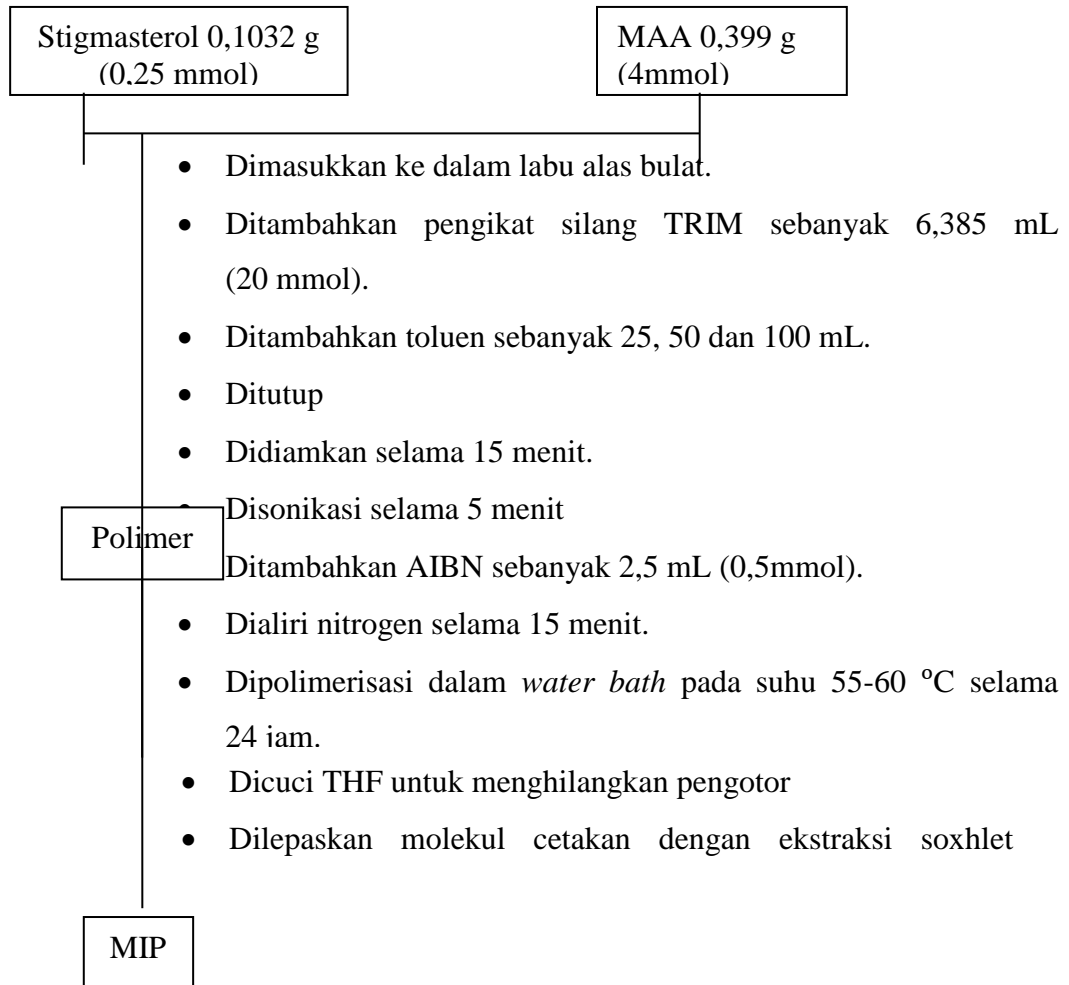 Stigmasterol 0,1032 g
(0,25 mmol)
MAA 0,399 g
(4mmol)
• Dimasukkan ke dalam labu alas bulat.
• Ditambahkan pengikat silang TRIM sebanyak 6,385 mL
(20 mmol).
• Ditambahkan toluen sebanyak 25, 50 dan 100 mL.
• Ditutup
• Didiamkan selama 15 menit.
• Disonikasi selama 5 menit
Polimer
Ditambahkan AIBN sebanyak 2,5 mL (0,5mmol).
• Dialiri nitrogen selama 15 menit.
• Dipolimerisasi dalam water bath pada suhu 55-60 ºC selama
24 jam.
• Dicuci THF untuk menghilangkan pengotor
• Dilepaskan molekul cetakan dengan ekstraksi soxhlet
MIP